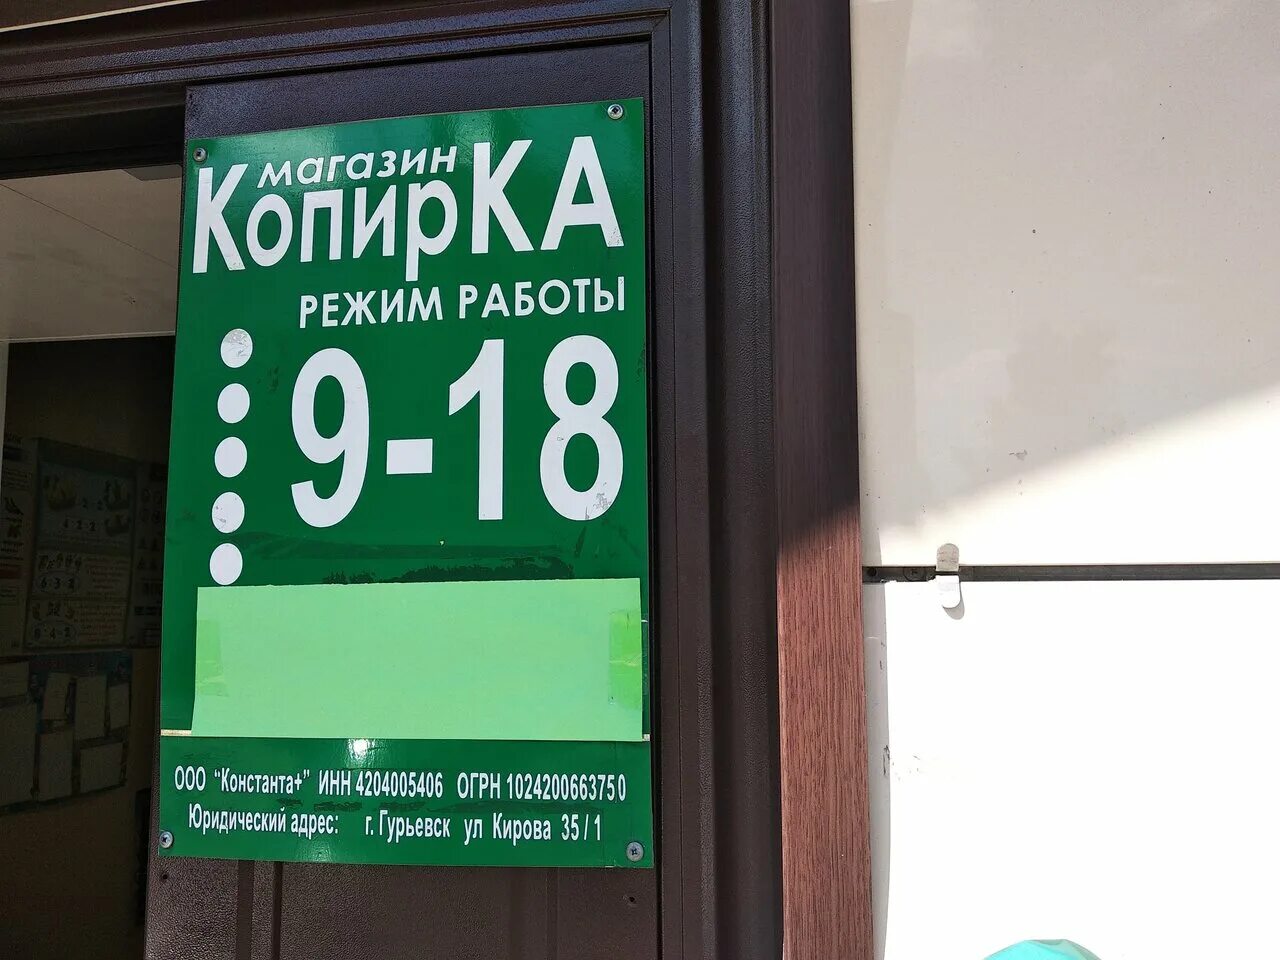 магазин
КопирКА
РЕЖИМ РАБОТЫ
9-18
ООО "Константа+" ИНН 4204005406 ОГРН 1024200663750
Юридический адрес: г. Гурьевск ул Кирова 35/1